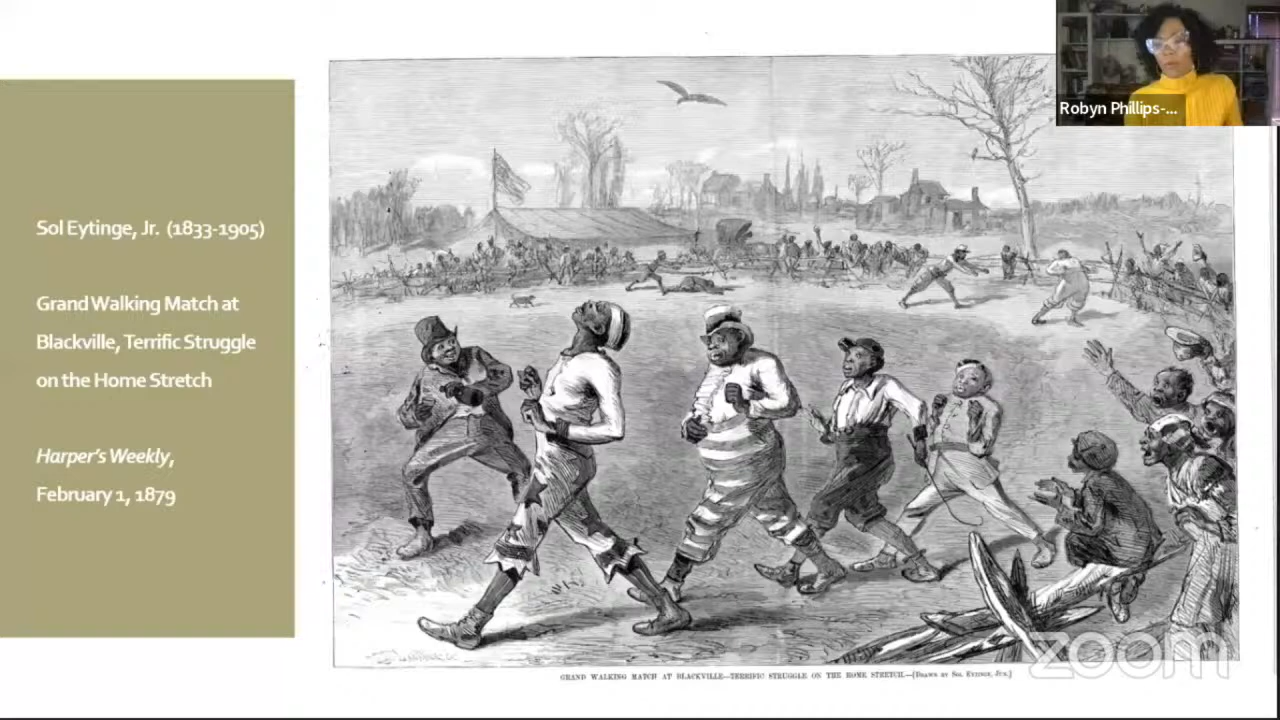 Robyn Phillips-...
Sol Eytinge, Jr. (1833-1905)
Grand Walking Match at
Blackville, Terrific Struggle
on the Home Stretch
Harper's Weekly,
February 1, 1879
GRAND WALKING MATCH AT BLACKVILLE—TERRIFIC STRUGGLE ON THE HOME STRETCH.—[Drawn by Sol Eytinge, Jun.]
zoom